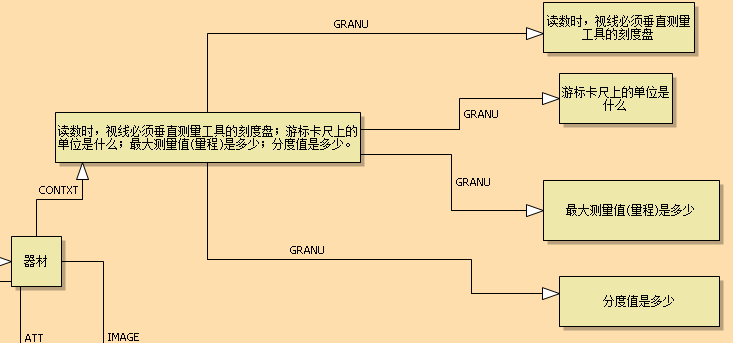 GRANU
读数时，视线必须垂直测量
工具的刻度盘
游标卡尺上的单位是
什么
GRANU
读数时，视线必须垂直测量工具的刻度盘；游标卡尺上的
单位是什么；最大测量值(量程)是多少；分度值是多少。
GRANU
CONTXT
最大测量值(量程)是多少
GRANU
器材
分度值是多少
ATT
IMAGE